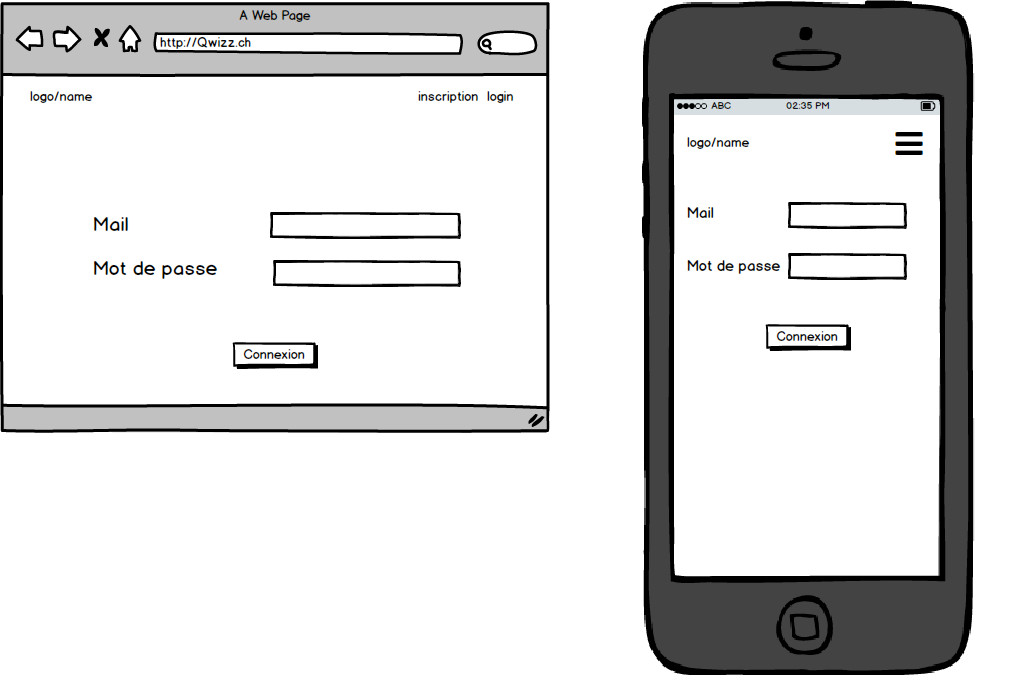 A Web Page
http://Qwizz.ch
logo/name inscription login
Mail
Mot de passe
Connexion
ABC 02:35 PM
logo/name
Mail
Mot de passe
Connexion